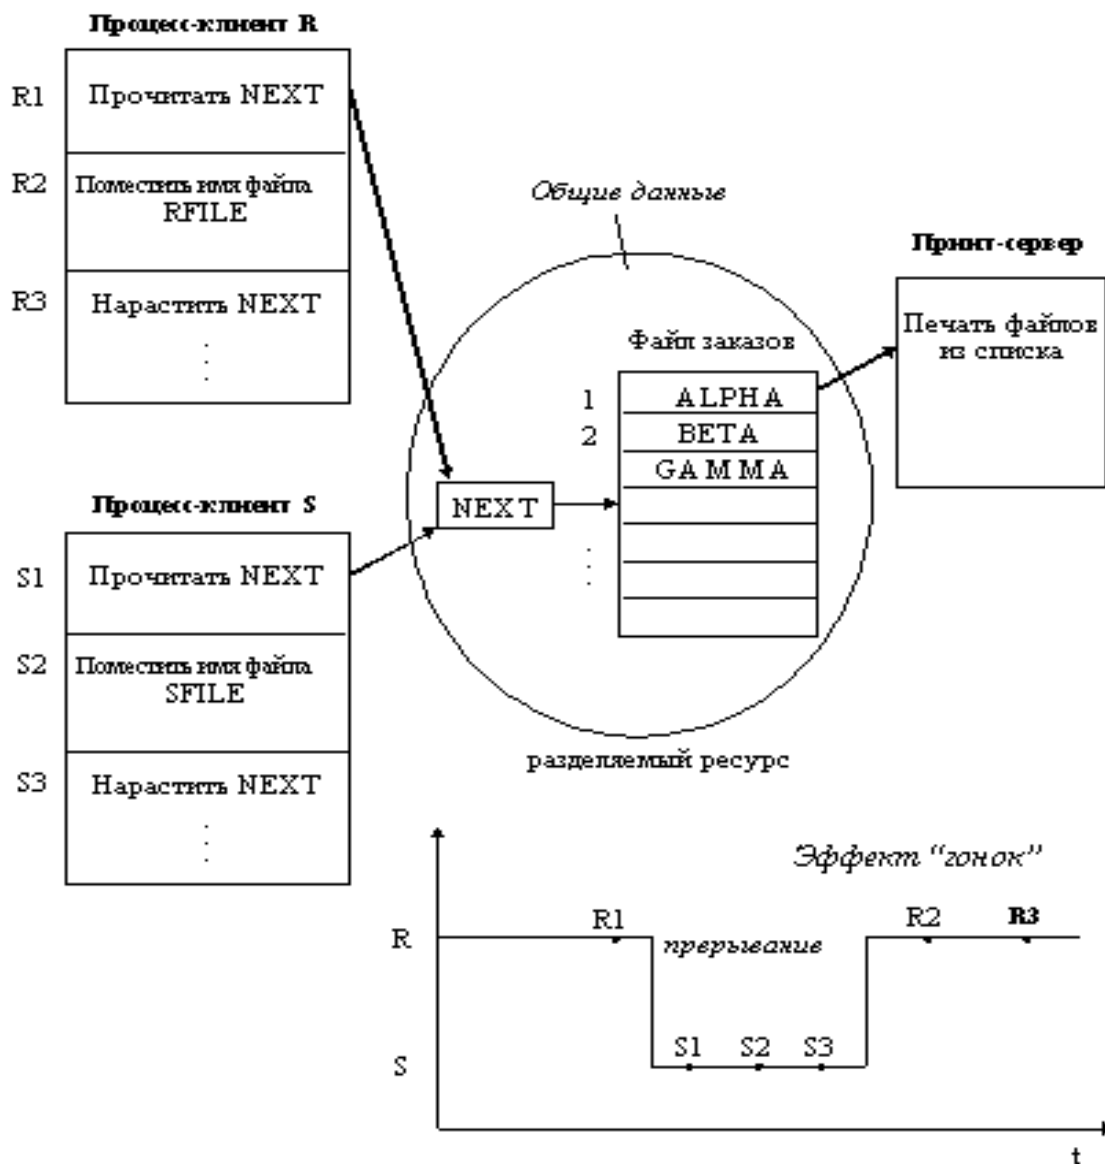 Процесс-клиент R
R1
Прочитать NEXT
R2
Поместить имя файла
RFILE
R3
Нарастить NEXT
Процесс-клиент S
S1
Прочитать NEXT
S2
Поместить имя файла
SFILE
S3
Нарастить NEXT
Общие данные
Файл заказов
1
ALPHA
2
BETA
GAMMA
NEXT
разделяемый ресурс
Принт-сервер
Печать файлов
из списка
Эффект “гонок”
R
R1
прерывание
R2
R3
S
S1
S2
S3
t